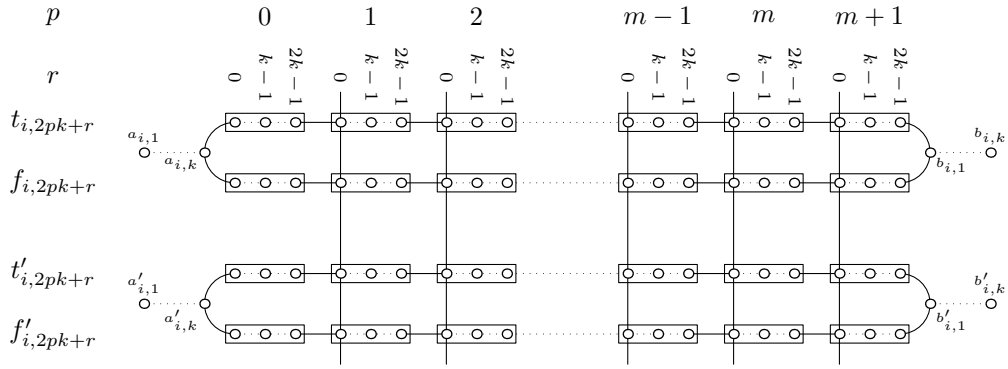 p 0 1 2 m − 1 m m + 1
r 0 k − 1 2k − 1 0 k − 1 2k − 1 0 k − 1 2k − 1 0 k − 1 2k − 1 0 k − 1 2k − 1 0 k − 1 2k − 1
t_{i,2pk+r}
a_{i,1} a_{i,k} b_{i,1} b_{i,k}
f_{i,2pk+r}
t'_{i,2pk+r}
a'_{i,1} a'_{i,k} b'_{i,1} b'_{i,k}
f'_{i,2pk+r}